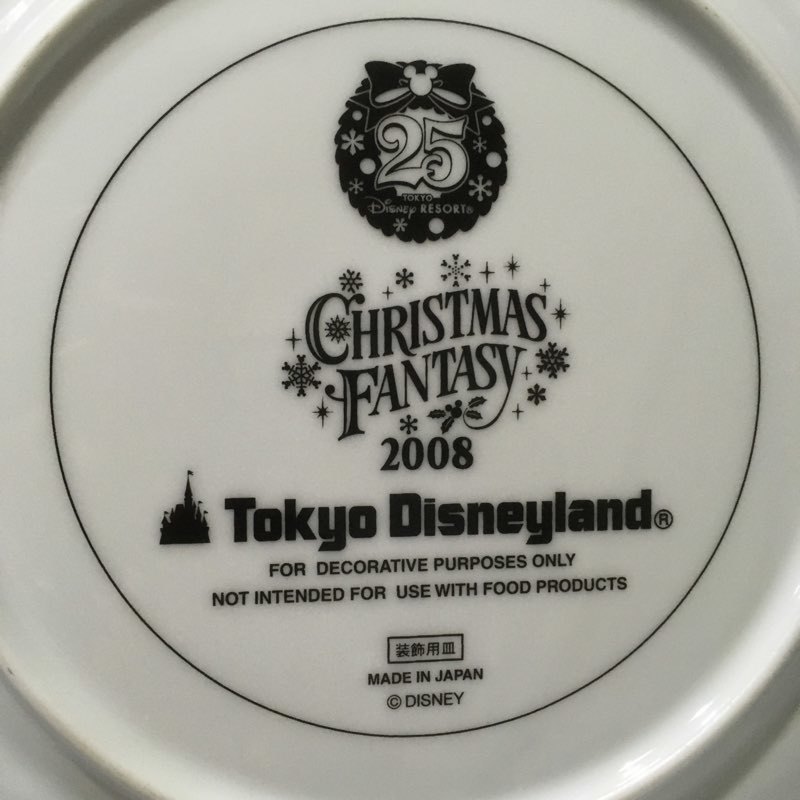 25
TOKYO
Disney RESORT®
CHRISTMAS
FANTASY
2008
Tokyo Disneyland®
FOR DECORATIVE PURPOSES ONLY
NOT INTENDED FOR USE WITH FOOD PRODUCTS
装飾用皿
MADE IN JAPAN
© DISNEY